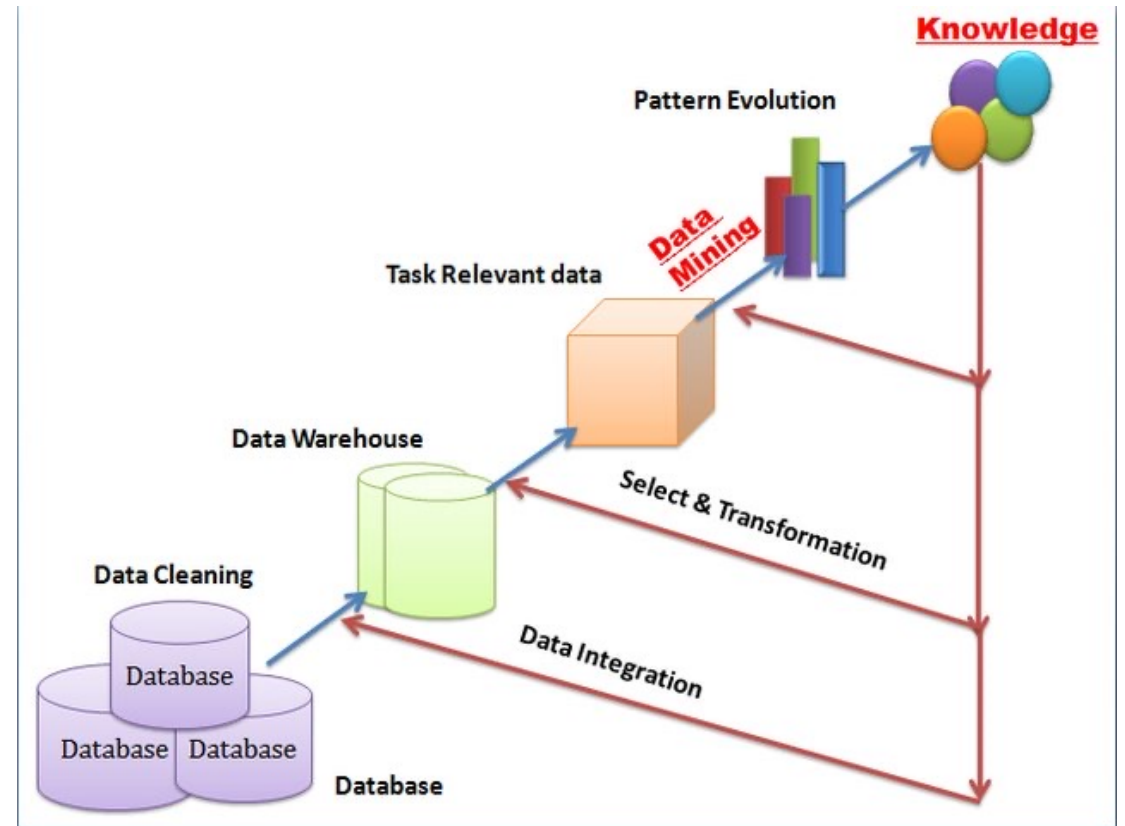 Knowledge
Pattern Evolution
Data
Mining
Task Relevant data
Data Warehouse
Select & Transformation
Data Cleaning
Data Integration
Database
Database
Database
Database